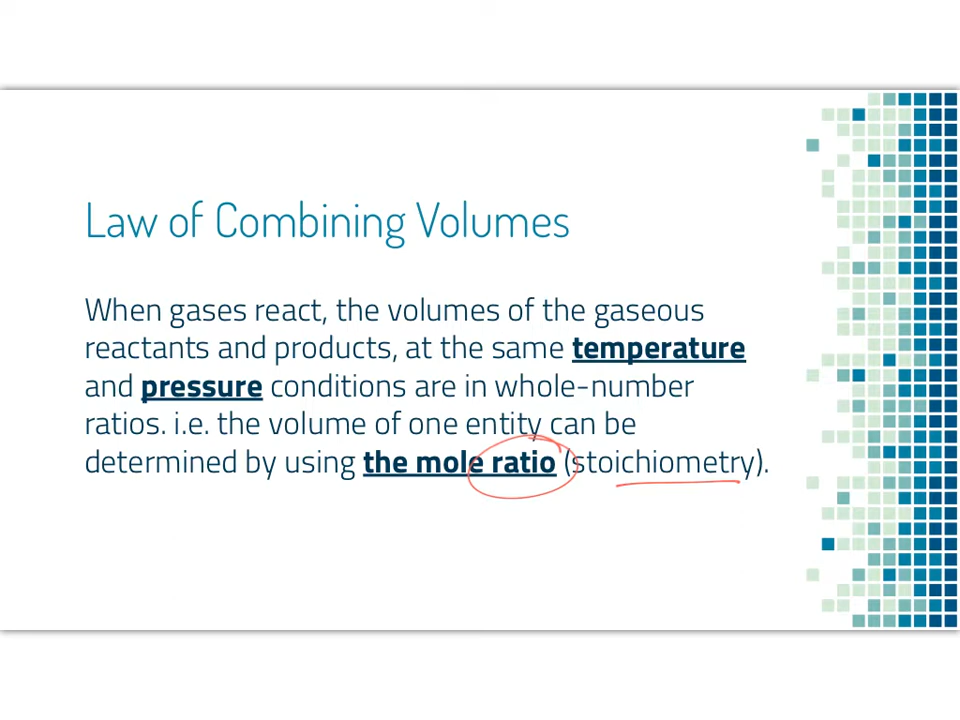 Law of Combining Volumes
When gases react, the volumes of the gaseous
reactants and products, at the same temperature
and pressure conditions are in whole-number
ratios. i.e. the volume of one entity can be
determined by using the mole ratio (stoichiometry).